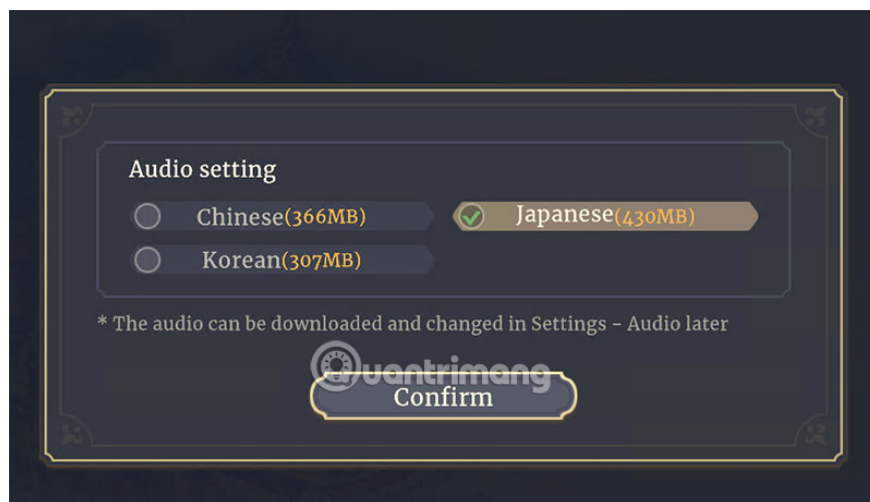 Audio setting
Chinese(366MB) Japanese(430MB)
Korean(307MB)
* The audio can be downloaded and changed in Settings - Audio later
Quantrimang
Confirm